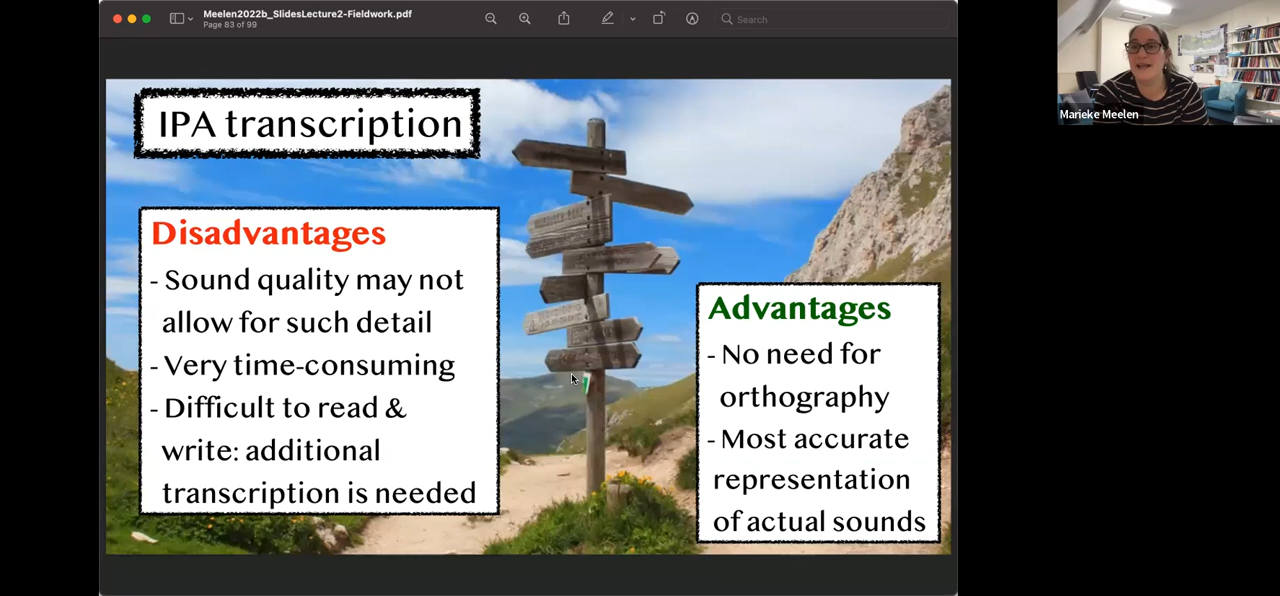 Meelen2022b_SlidesLecture2-Fieldwork.pdf
Page 83 of 99
Search
Marieke Meelen
IPA transcription
Disadvantages
- Sound quality may not
allow for such detail
- Very time-consuming
- Difficult to read &
write: additional
transcription is needed
Advantages
- No need for
orthography
- Most accurate
representation
of actual sounds